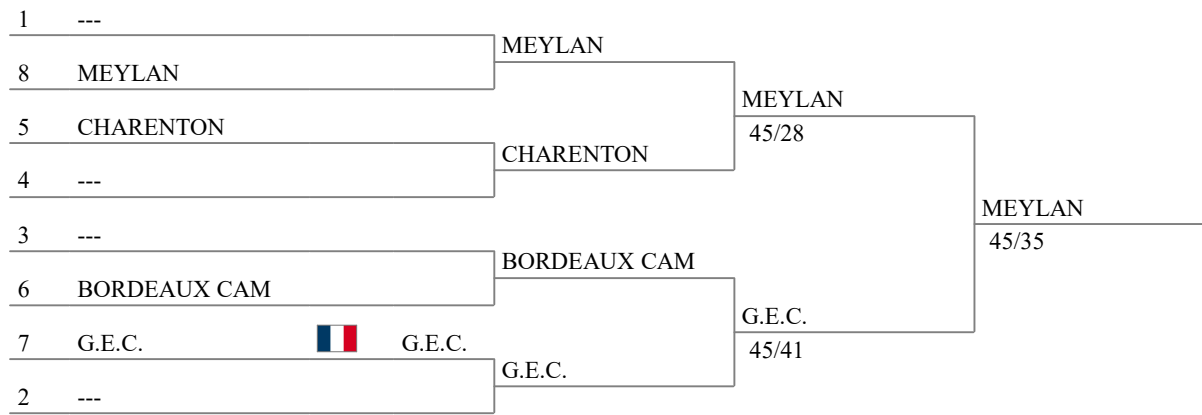 1 ---
MEYLAN
8 MEYLAN
MEYLAN
45/28
5 CHARENTON
CHARENTON
4 ---
MEYLAN
45/35
3 ---
BORDEAUX CAM
6 BORDEAUX CAM
G.E.C.
45/41
7 G.E.C. G.E.C.
G.E.C.
2 ---